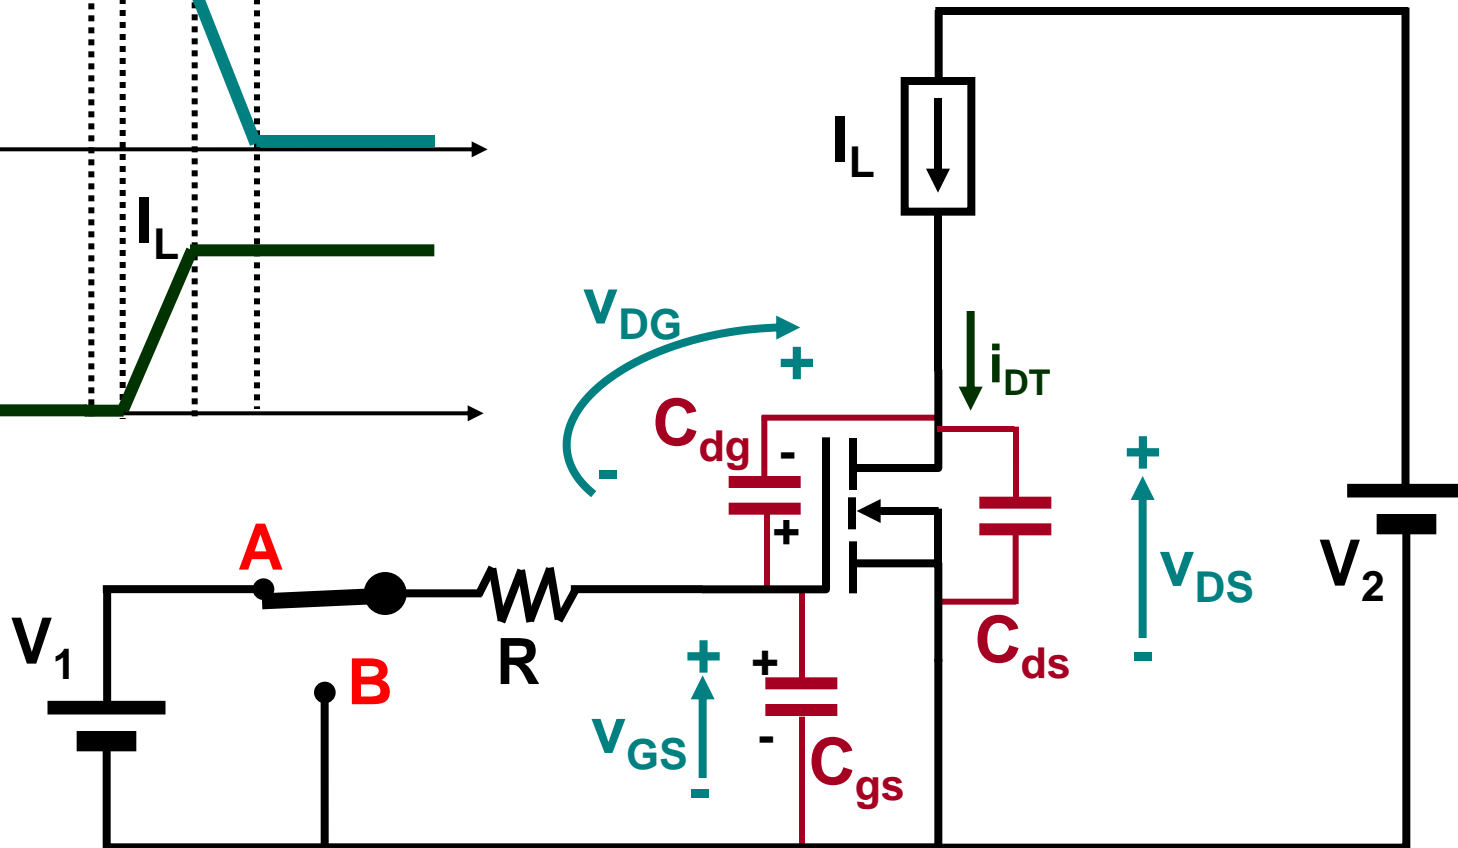 I_L
I_L
v_DG
+
-
i_DT
C_dg
-
+
+
v_DS
-
V_2
A
V_1
B
R
C_ds
+
v_GS
-
+
-
C_gs